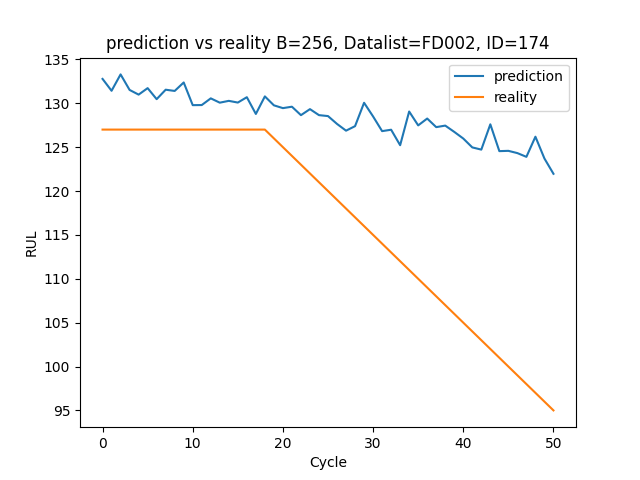 prediction vs reality B=256, Datalist=FD002, ID=174
prediction
reality
135
130
125
120
115
110
105
100
95
RUL
0 10 20 30 40 50
Cycle